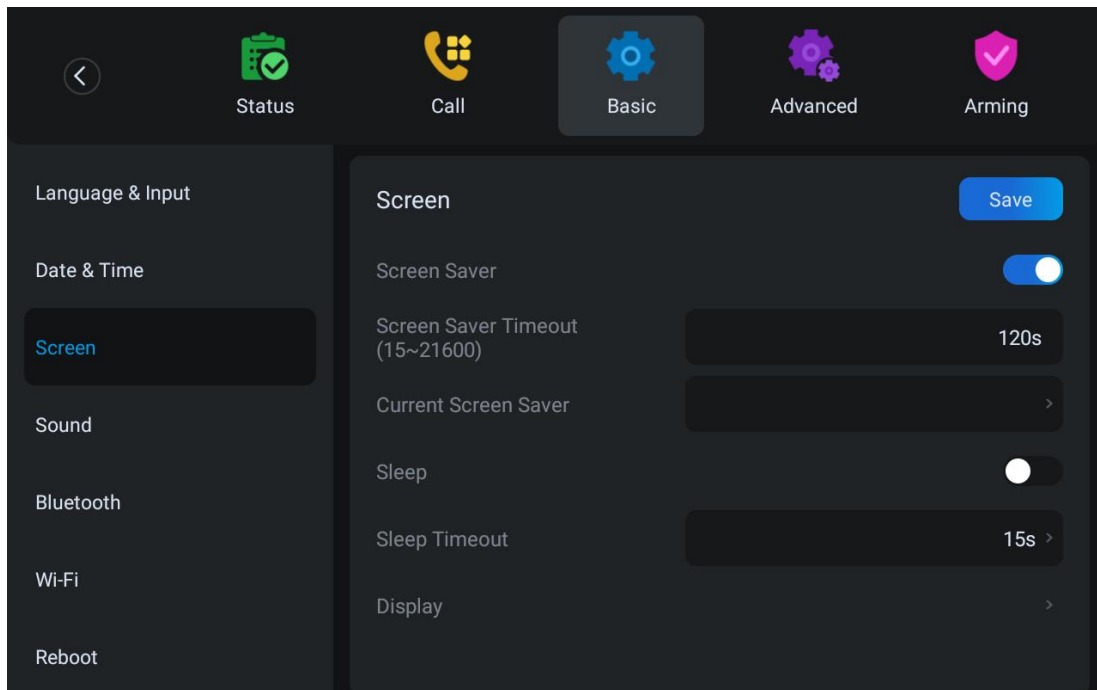 Status
Call
Basic
Advanced
Arming
Language & Input
Date & Time
Screen
Sound
Bluetooth
Wi-Fi
Reboot
Screen
Save
Screen Saver
Screen Saver Timeout
(15~21600)
120s
Current Screen Saver
Sleep
Sleep Timeout
15s
Display